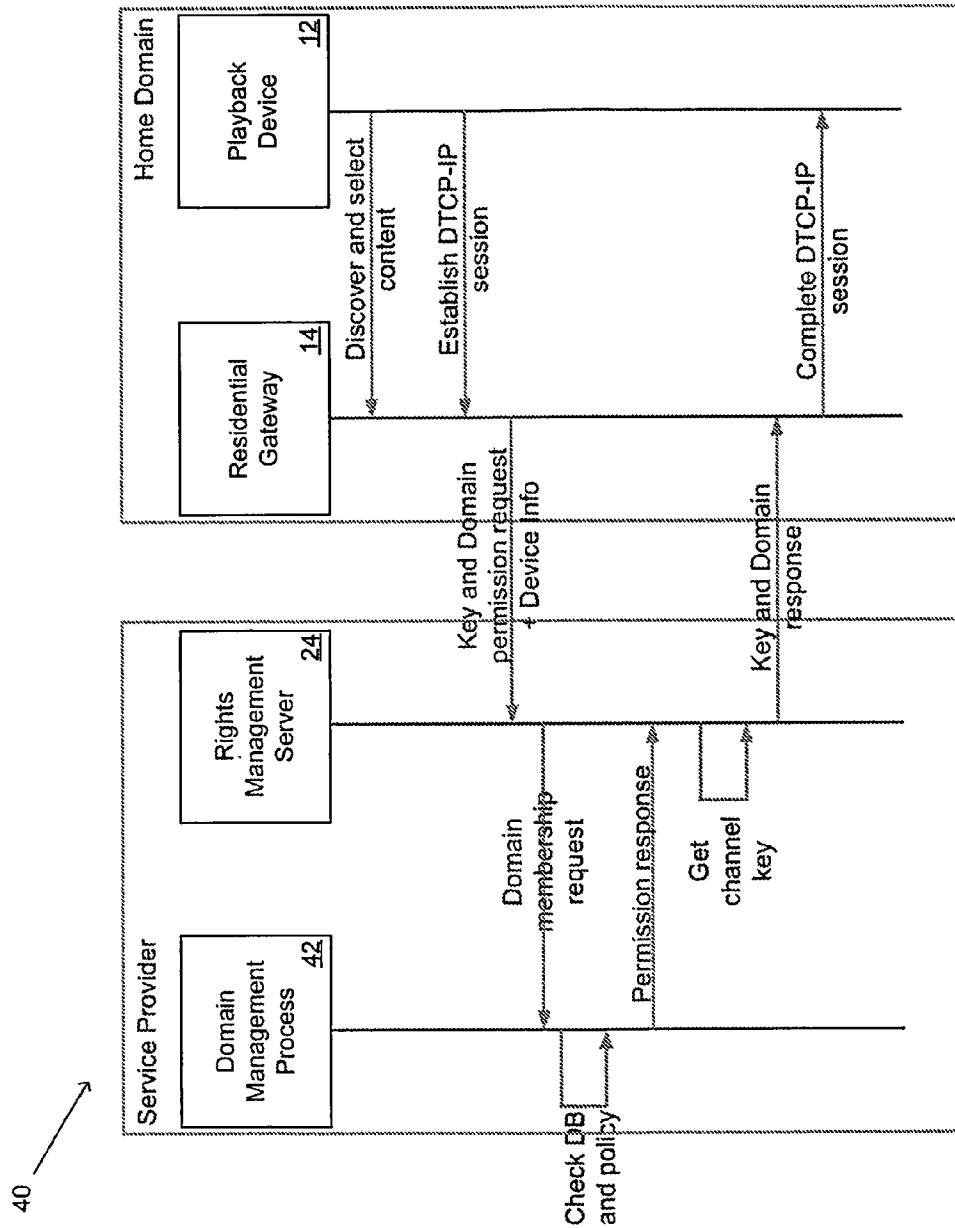 40
Service Provider
Home Domain
Domain
Management
Process
42
Rights
Management
Server
24
Residential
Gateway
14
Playback
Device
12
Discover and select
content
Establish DTCP-IP
session
Key and Domain
permission request
+ Device Info
Domain
membership
request
Check DB
and policy
Permission response
Get
channel
key
Key and Domain
response
Complete DTCP-IP
session